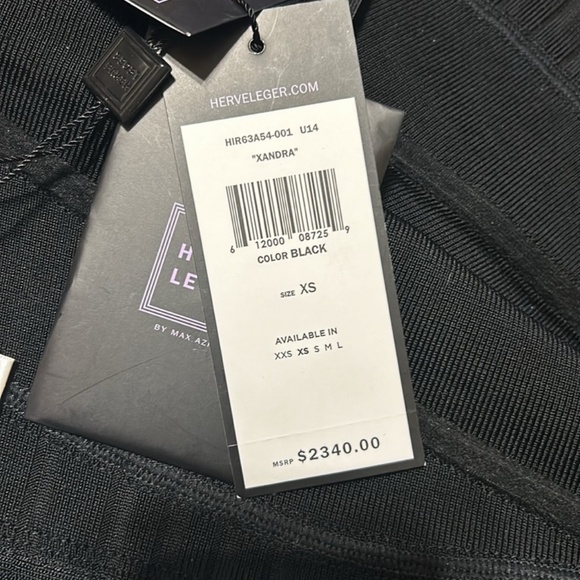 HERVELEGER.COM
HIR63A54-001 U14
"XANDRA"
6 12000 08725 9
COLOR BLACK
SIZE XS
AVAILABLE IN
XXS XS S M L
MSRP $2340.00
H
LE
BY MAX AZ